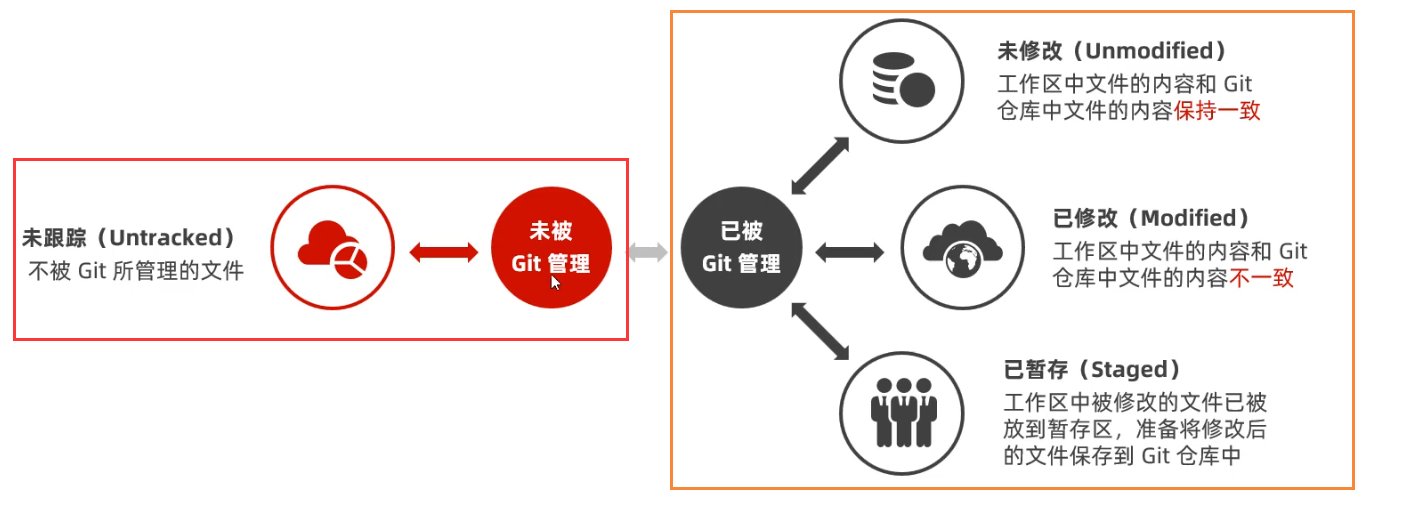 未跟踪（Untracked）
不被 Git 所管理的文件
未被
Git 管理
已被
Git 管理
未修改（Unmodified）
工作区中文件的内容和 Git
仓库中文件的内容保持一致
已修改（Modified）
工作区中文件的内容和 Git
仓库中文件的内容不一致
已暂存（Staged）
工作区中被修改的文件已被
放到暂存区，准备将修改后
的文件保存到 Git 仓库中